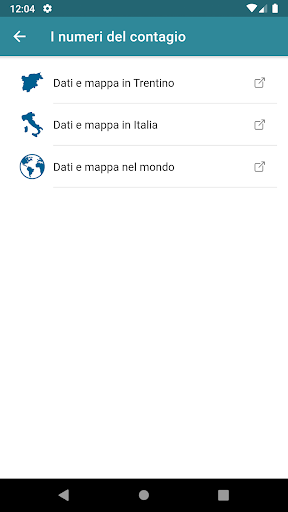 12:04
I numeri del contagio
Dati e mappa in Trentino
Dati e mappa in Italia
Dati e mappa nel mondo